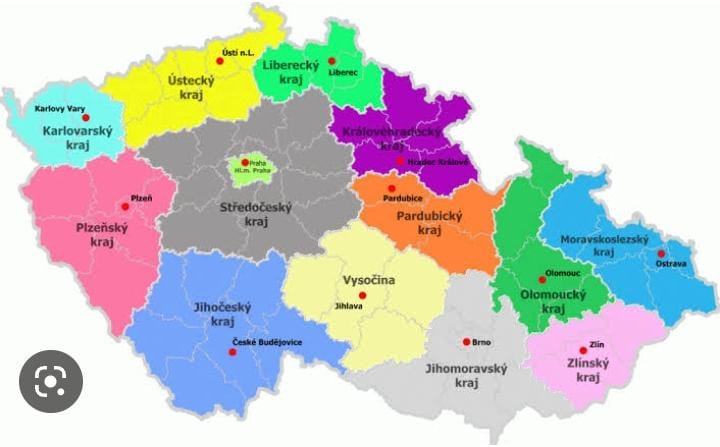 Ústí n.L.
Ústecký
kraj
Liberecký
kraj
Liberec
Karlovy Vary
Karlovarský
kraj
Královéhradecký
kraj
Hradec Králové
Praha
Hl.m. Praha
Středočeský
kraj
Plzeň
Plzeňský
kraj
Pardubice
Pardubický
kraj
Moravskoslezský
kraj
Ostrava
Olomouc
Olomoucký
kraj
Vysočina
Jihlava
Jihočeský
kraj
České Budějovice
Brno
Jihomoravský
kraj
Zlín
Zlínský
kraj